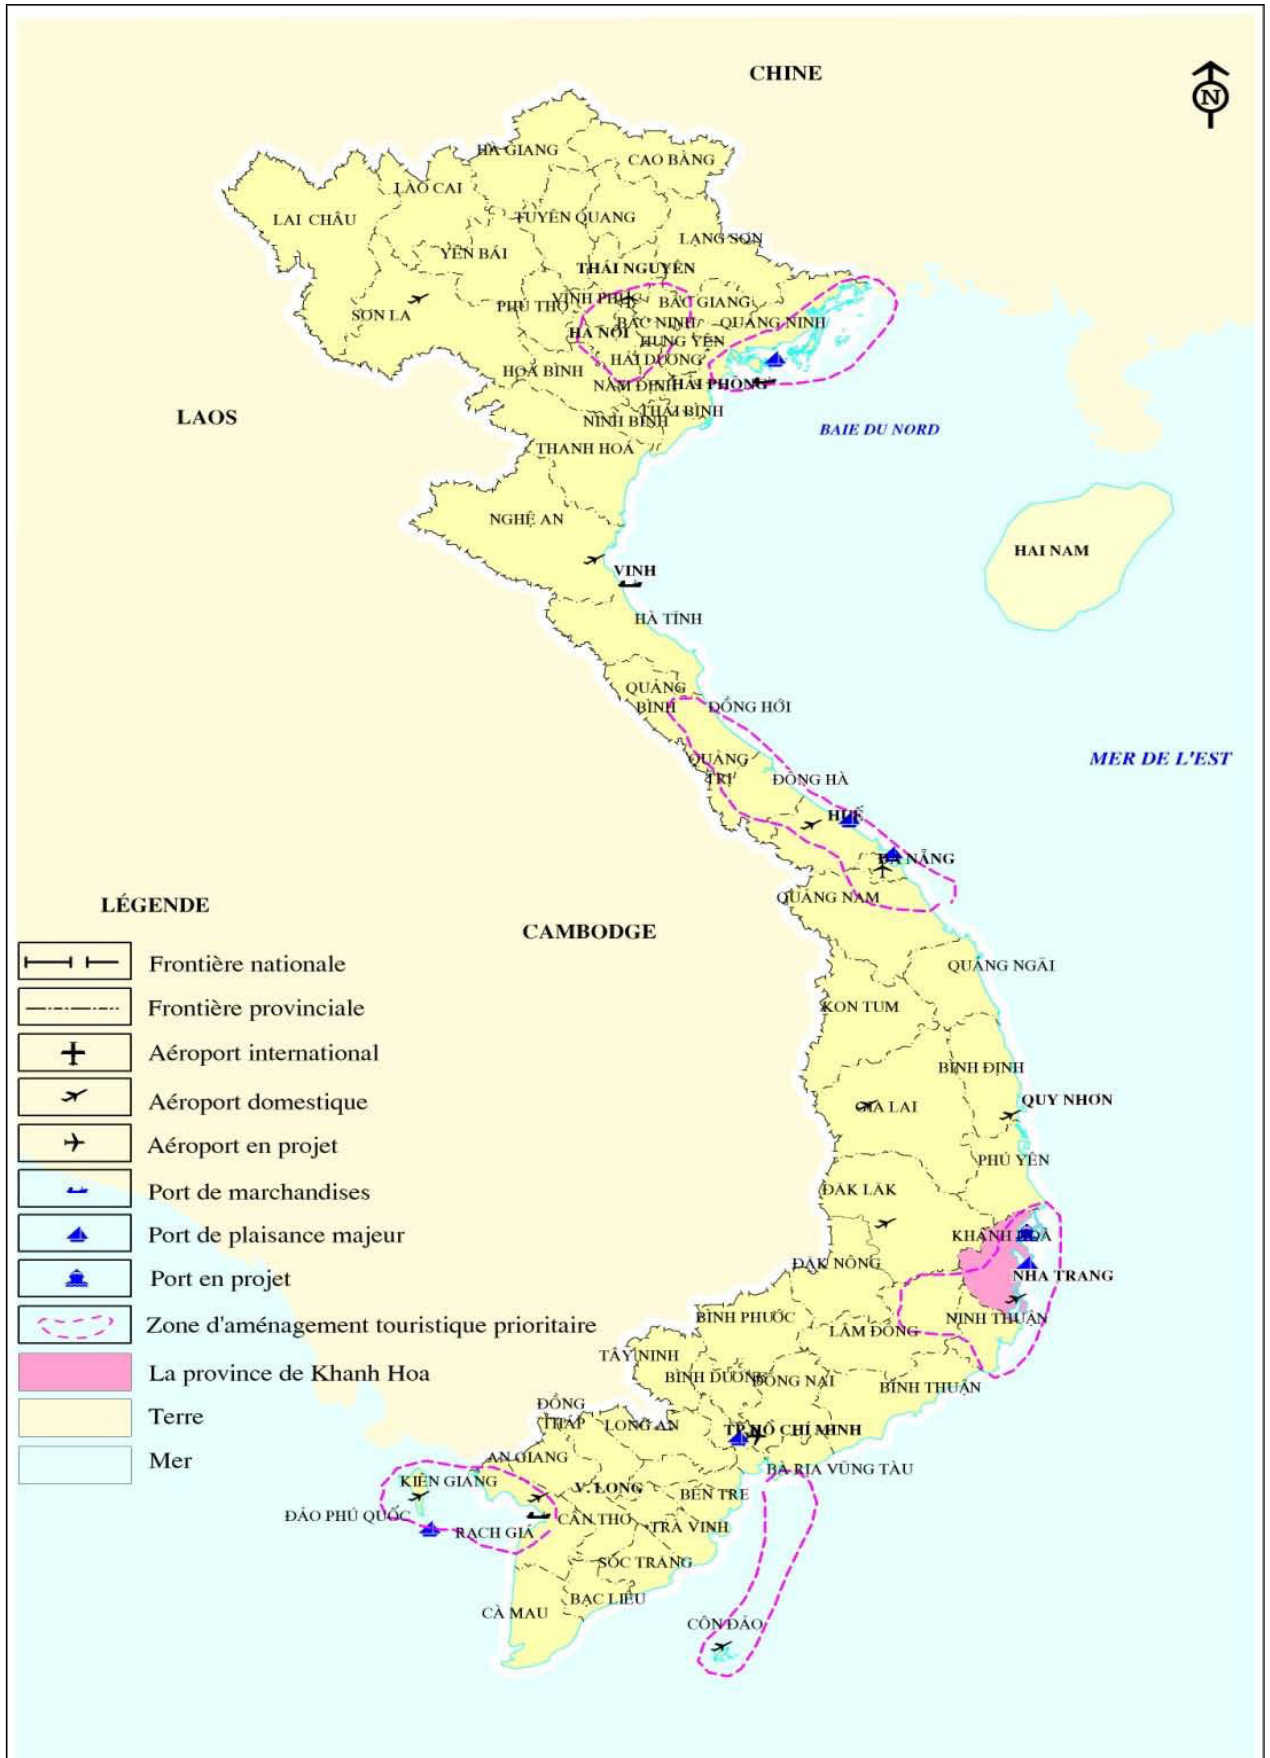 CHINE
N
HÀ GIANG
CAO BẰNG
LÀO CAI
LAI CHÂU
TUYÊN QUANG
LẠNG SƠN
YÊN BÁI
THÁI NGUYÊN
PHÚ THỌ
VĨNH PHÚC
BẮC GIANG
SƠN LA
BẮC NINH
QUẢNG NINH
HÀ NỘI
HƯNG YÊN
HẢI DƯƠNG
HOÀ BÌNH
NAM ĐỊNH
HẢI PHÒNG
THÁI BÌNH
NINH BÌNH
LAOS
BAIE DU NORD
THANH HOÁ
NGHỆ AN
HAI NAM
VINH
HÀ TĨNH
QUẢNG
BÌNH
ĐỒNG HỚI
MER DE L'EST
QUẢNG
TRỊ
ĐÔNG HÀ
HUẾ
ĐÀ NẴNG
QUẢNG NAM
LÉGENDE
CAMBODGE
Frontière nationale
QUẢNG NGÃI
Frontière provinciale
KON TUM
Aéroport international
BÌNH ĐỊNH
Aéroport domestique
GIA LAI
QUY NHƠN
Aéroport en projet
PHÚ YÊN
Port de marchandises
ĐĂK LĂK
Port de plaisance majeur
KHÁNH HOÀ
Port en projet
ĐĂK NÔNG
NHA TRANG
Zone d'aménagement touristique prioritaire
BÌNH PHƯỚC
LÂM ĐỒNG
NINH THUẬN
La province de Khanh Hoa
TÂY NINH
BÌNH DƯƠNG
ĐỒNG NAI
BÌNH THUẬN
Terre
ĐỒNG
THÁP
LONG AN
TP.HỒ CHÍ MINH
Mer
AN GIANG
BÀ RỊA VŨNG TÀU
KIÊN GIANG
V. LONG
BẾN TRE
ĐẢO PHÚ QUỐC
RẠCH GIÁ
CẦN THƠ
TRÀ VINH
SÓC TRĂNG
BẠC LIÊU
CÀ MAU
CÔN ĐẢO